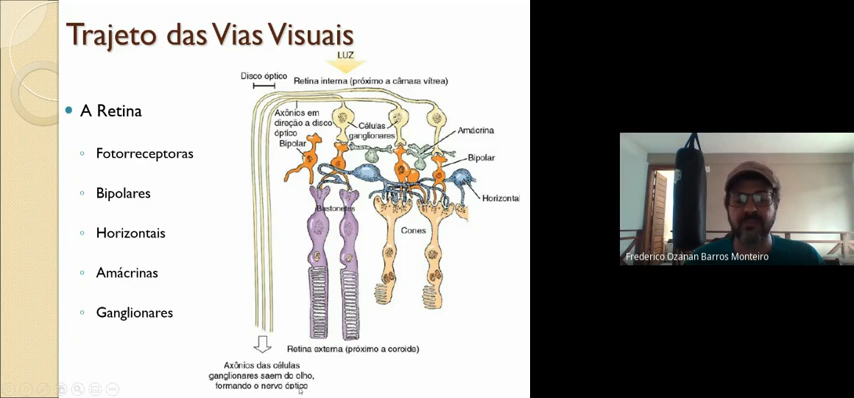 Trajeto das Vias Visuais
A Retina
Fotorreceptoras
Bipolares
Horizontais
Amácrinas
Ganglionares
LUZ
Disco óptico
Retina interna (próximo a câmara vítrea)
Axônios em
direção a disco
óptico
Células
ganglionares
Amácrina
Bipolar
Bipolar
Horizontal
Bastonetes
Cones
Retina externa (próximo a coroide)
Axônios das células
ganglionares saem do olho,
formando o nervo óptico
Frederico Ozanan Barros Monteiro